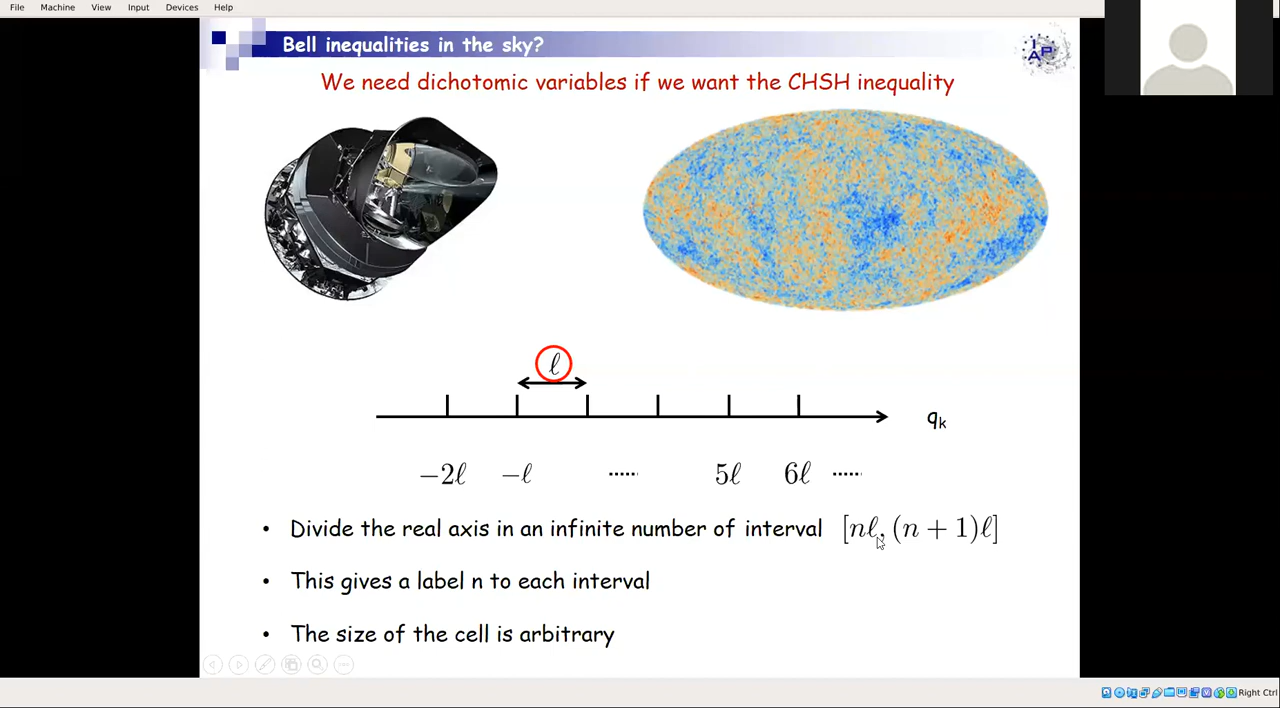 File Machine View Input Devices Help
Bell inequalities in the sky?
IAP
We need dichotomic variables if we want the CHSH inequality
ℓ
qk
−2ℓ −ℓ ..... 5ℓ 6ℓ .....
• Divide the real axis in an infinite number of interval [nℓ, (n + 1)ℓ]
• This gives a label n to each interval
• The size of the cell is arbitrary
Right Ctrl